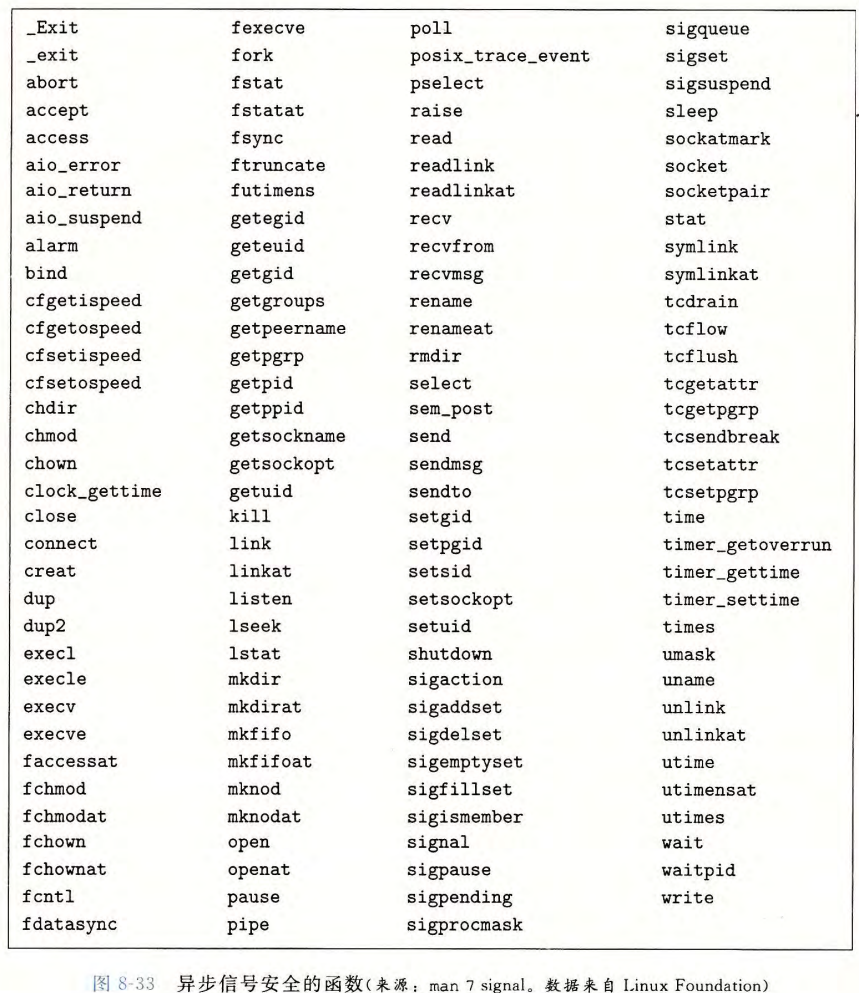 _Exit fexecve poll sigqueue
_exit fork posix_trace_event sigset
abort fstat pselect sigsuspend
accept fstatat raise sleep
access fsync read sockatmark
aio_error ftruncate readlink socket
aio_return futimens readlinkat socketpair
aio_suspend getegid recv stat
alarm geteuid recvfrom symlink
bind getgid recvmsg symlinkat
cfgetispeed getgroups rename tcdrain
cfgetospeed getpeername renameat tcflow
cfsetispeed getpgrp rmdir tcflush
cfsetospeed getpid select tcgetattr
chdir getppid sem_post tcgetpgrp
chmod getsockname send tcsendbreak
chown getsockopt sendmsg tcsetattr
clock_gettime getuid sendto tcsetpgrp
close kill setgid time
connect link setpgid timer_getoverrun
creat linkat setsid timer_gettime
dup listen setsockopt timer_settime
dup2 lseek setuid times
execl lstat shutdown umask
execle mkdir sigaction uname
execv mkdirat sigaddset unlink
execve mkfifo sigdelset unlinkat
faccessat mkfifoat sigemptyset utime
fchmod mknod sigfillset utimensat
fchmodat mknodat sigismember utimes
fchown open signal wait
fchownat openat sigpause waitpid
fcntl pause sigpending write
fdatasync pipe sigprocmask
图 8-33 异步信号安全的函数(来源：man 7 signal。数据来自 Linux Foundation)